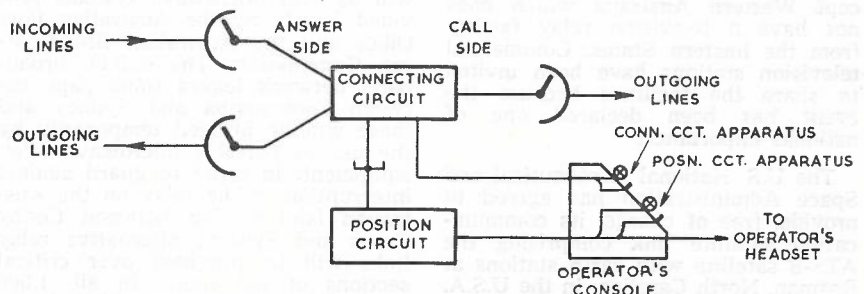 INCOMING
LINES
ANSWER
SIDE
CALL
SIDE
CONNECTING
CIRCUIT
OUTGOING
LINES
OUTGOING
LINES
CONN. CCT. APPARATUS
POSN. CCT. APPARATUS
POSITION
CIRCUIT
TO
OPERATOR'S
HEADSET
OPERATOR'S
CONSOLE